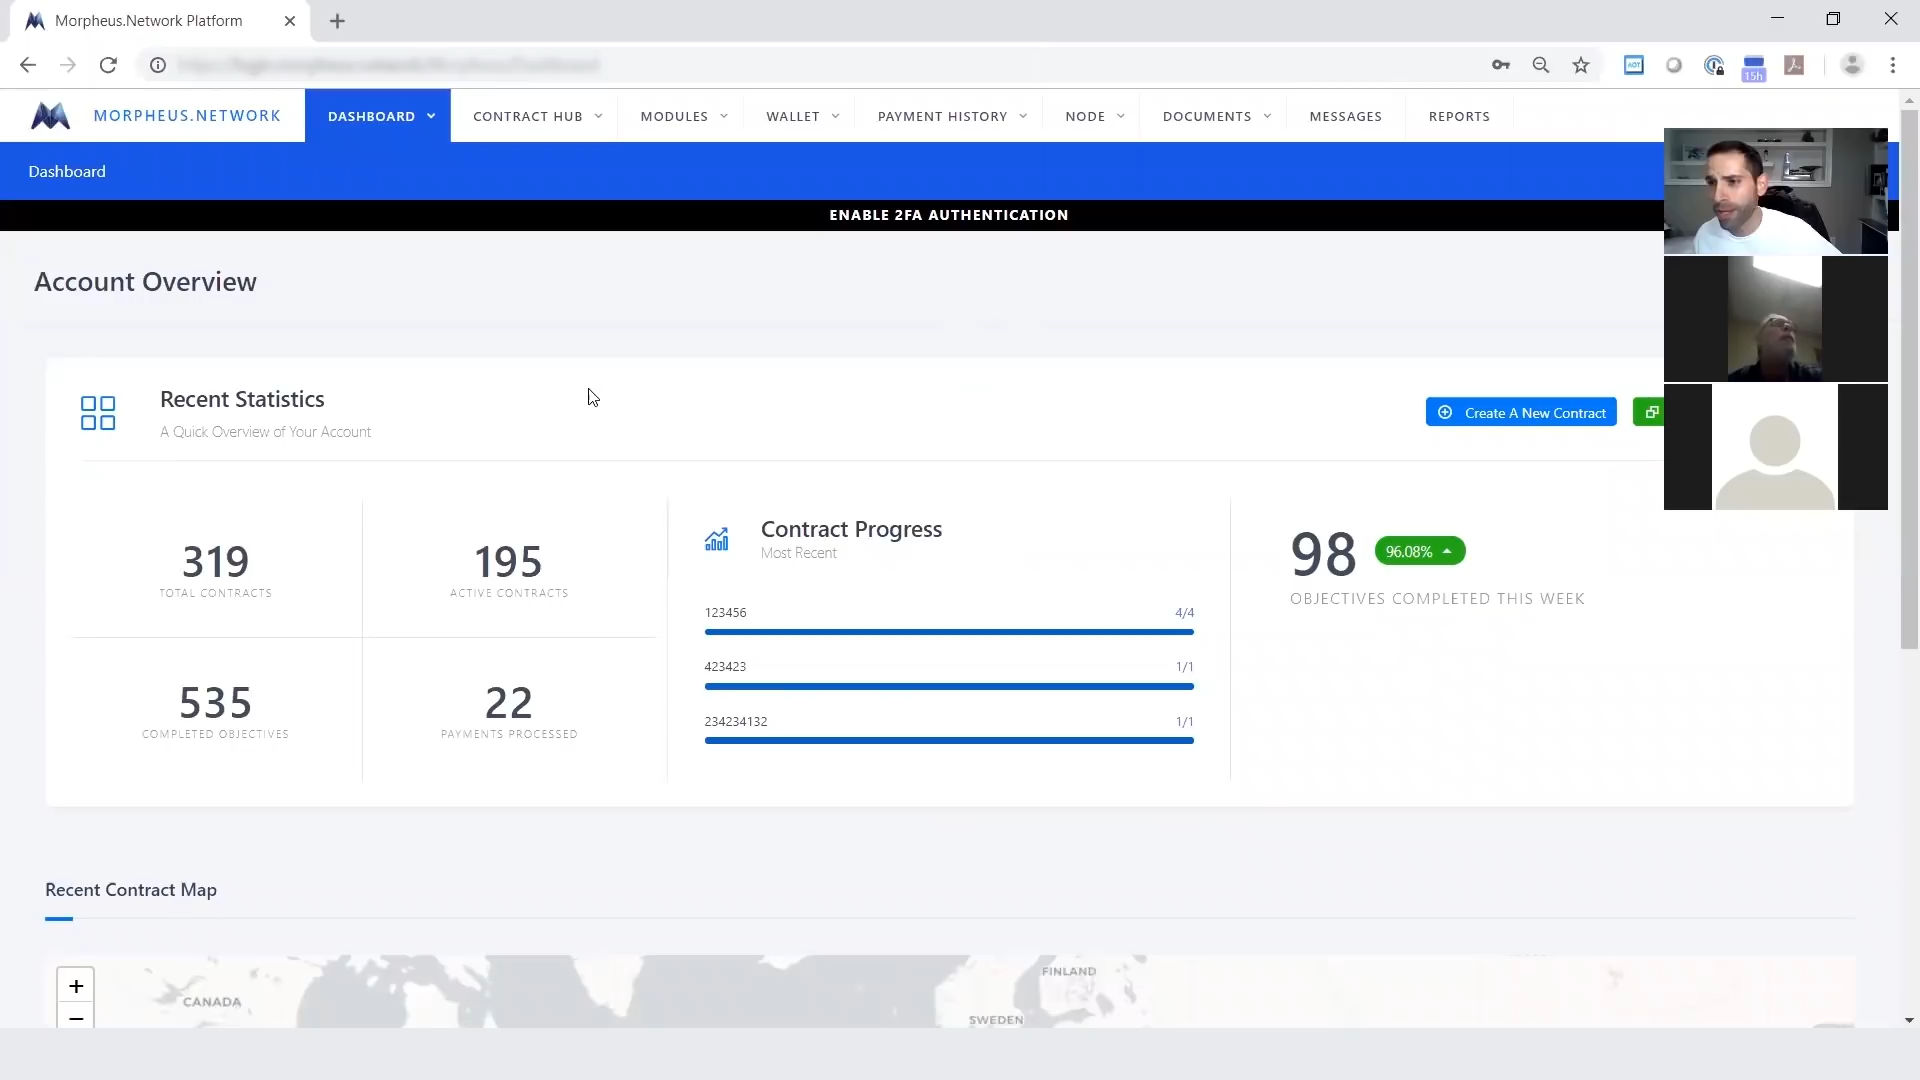 Morpheus.Network Platform
MORPHEUS.NETWORK
DASHBOARD
CONTRACT HUB
MODULES
WALLET
PAYMENT HISTORY
NODE
DOCUMENTS
MESSAGES
REPORTS
15h
Dashboard
ENABLE 2FA AUTHENTICATION
Account Overview
Recent Statistics
A Quick Overview of Your Account
Create A New Contract
319
TOTAL CONTRACTS
195
ACTIVE CONTRACTS
535
COMPLETED OBJECTIVES
22
PAYMENTS PROCESSED
Contract Progress
Most Recent
123456 4/4
423423 1/1
234234132 1/1
98 96.08%
OBJECTIVES COMPLETED THIS WEEK
Recent Contract Map
+
−
CANADA
FINLAND
SWEDEN